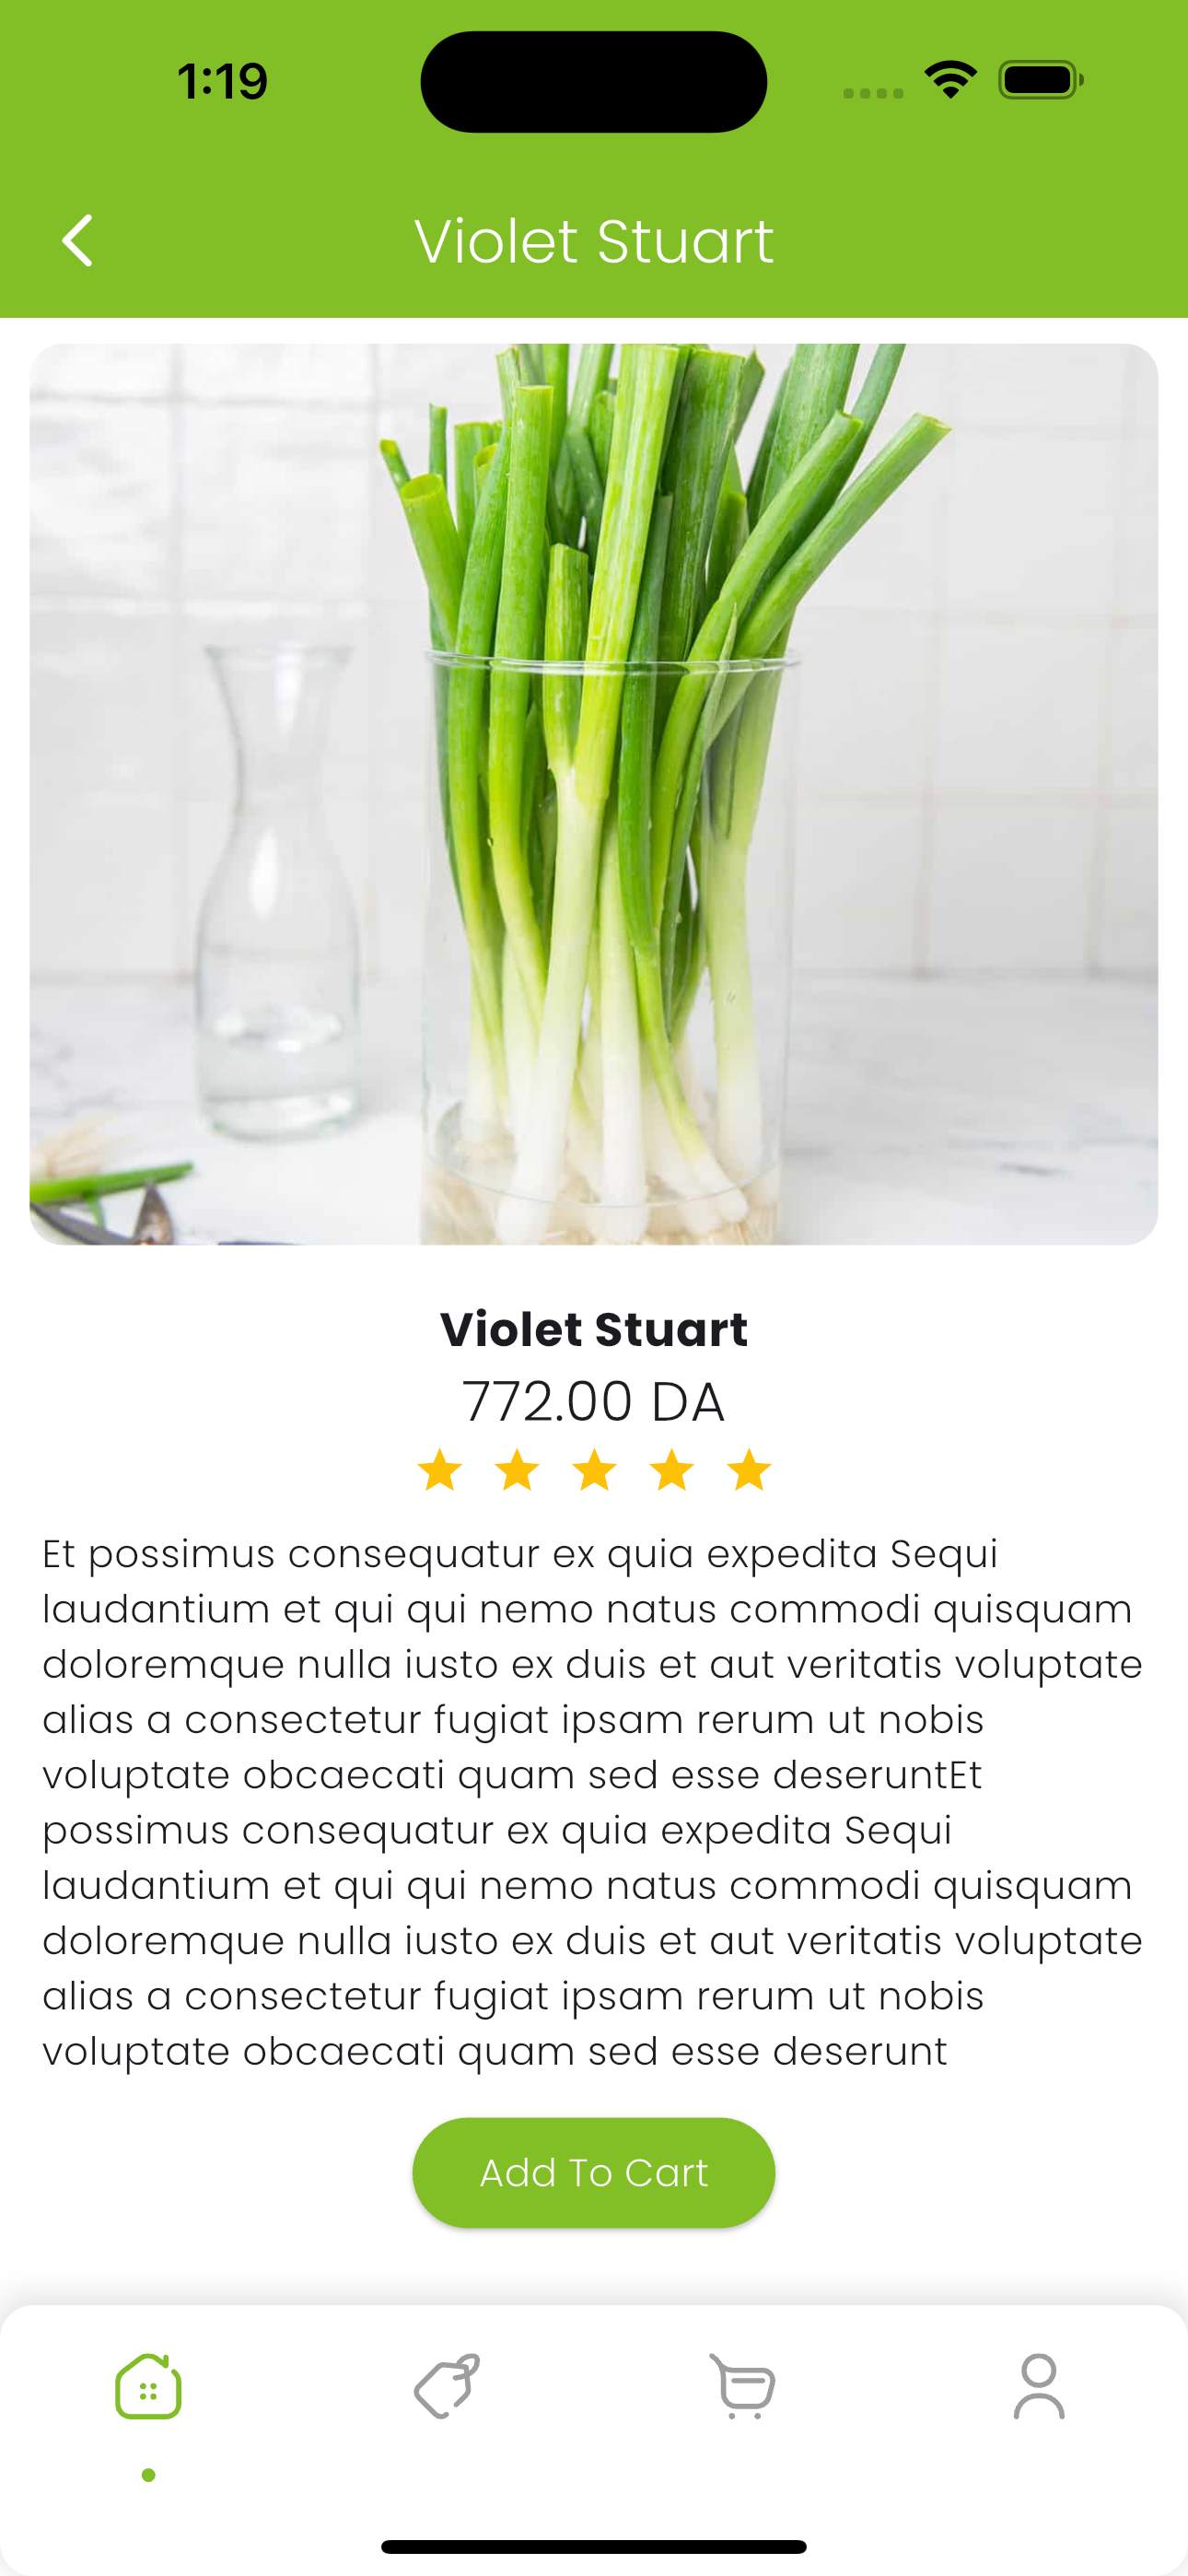 1:19
Violet Stuart
Violet Stuart
772.00 DA
Et possimus consequatur ex quia expedita Sequi
laudantium et qui qui nemo natus commodi quisquam
doloremque nulla iusto ex duis et aut veritatis voluptate
alias a consectetur fugiat ipsam rerum ut nobis
voluptate obcaecati quam sed esse deseruntEt
possimus consequatur ex quia expedita Sequi
laudantium et qui qui nemo natus commodi quisquam
doloremque nulla iusto ex duis et aut veritatis voluptate
alias a consectetur fugiat ipsam rerum ut nobis
voluptate obcaecati quam sed esse deserunt
Add To Cart